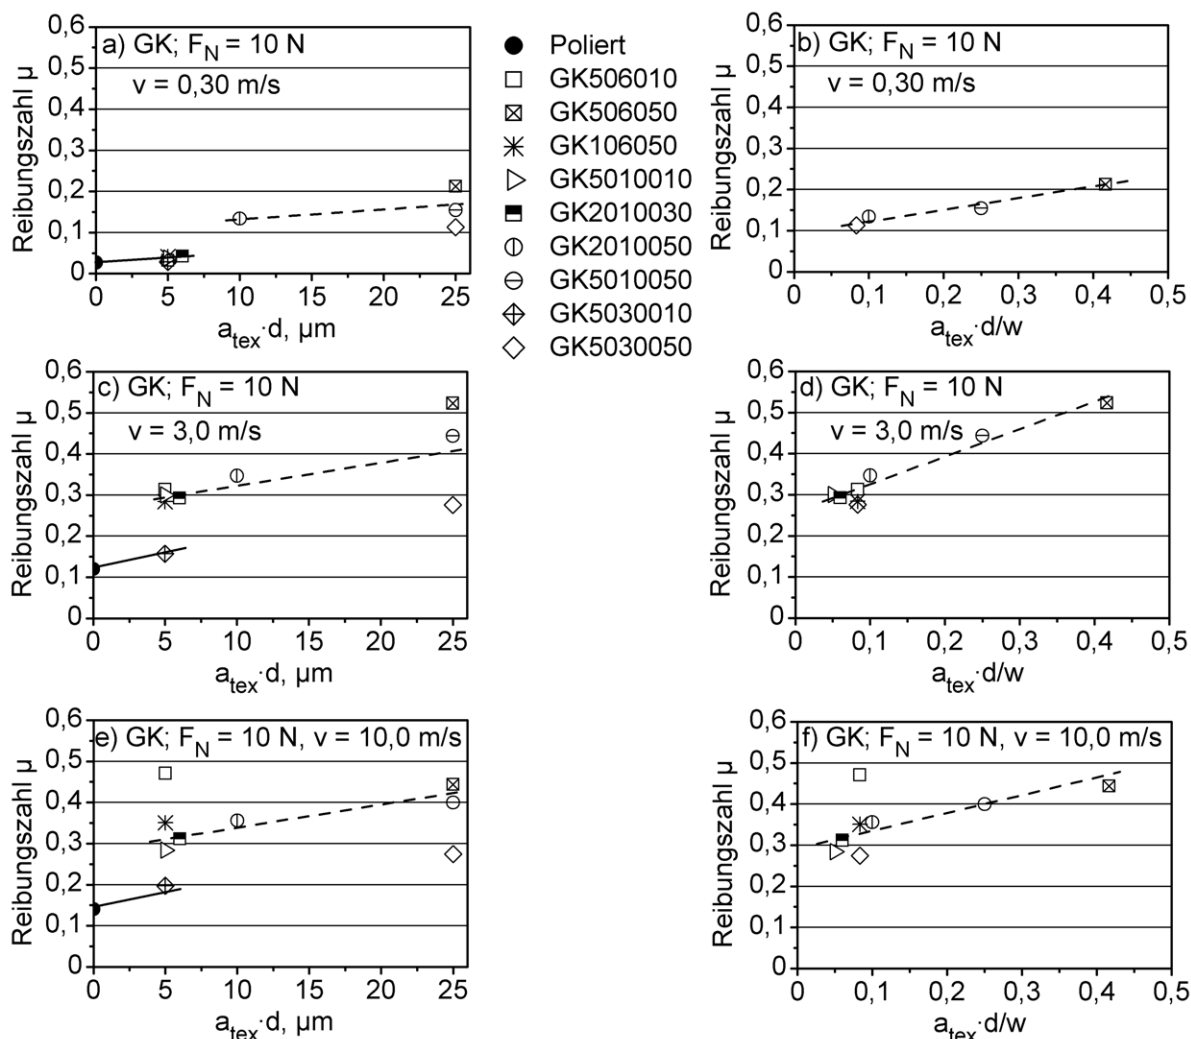 a) GK; F_N = 10 N
v = 0,30 m/s
Reibungszahl µ
0,6
0,5
0,4
0,3
0,2
0,1
0
0 5 10 15 20 25
a_tex·d, µm
Poliert
GK506010
GK506050
GK106050
GK5010010
GK2010030
GK2010050
GK5010050
GK5030010
GK5030050
b) GK; F_N = 10 N
v = 0,30 m/s
Reibungszahl µ
0,6
0,5
0,4
0,3
0,2
0,1
0
0 0,1 0,2 0,3 0,4 0,5
a_tex·d/w
c) GK; F_N = 10 N
v = 3,0 m/s
Reibungszahl µ
0,6
0,5
0,4
0,3
0,2
0,1
0
0 5 10 15 20 25
a_tex·d, µm
d) GK; F_N = 10 N
v = 3,0 m/s
Reibungszahl µ
0,6
0,5
0,4
0,3
0,2
0,1
0
0 0,1 0,2 0,3 0,4 0,5
a_tex·d/w
e) GK; F_N = 10 N, v = 10,0 m/s
Reibungszahl µ
0,6
0,5
0,4
0,3
0,2
0,1
0
0 5 10 15 20 25
a_tex·d, µm
f) GK; F_N = 10 N, v = 10,0 m/s
Reibungszahl µ
0,6
0,5
0,4
0,3
0,2
0,1
0
0 0,1 0,2 0,3 0,4 0,5
a_tex·d/w